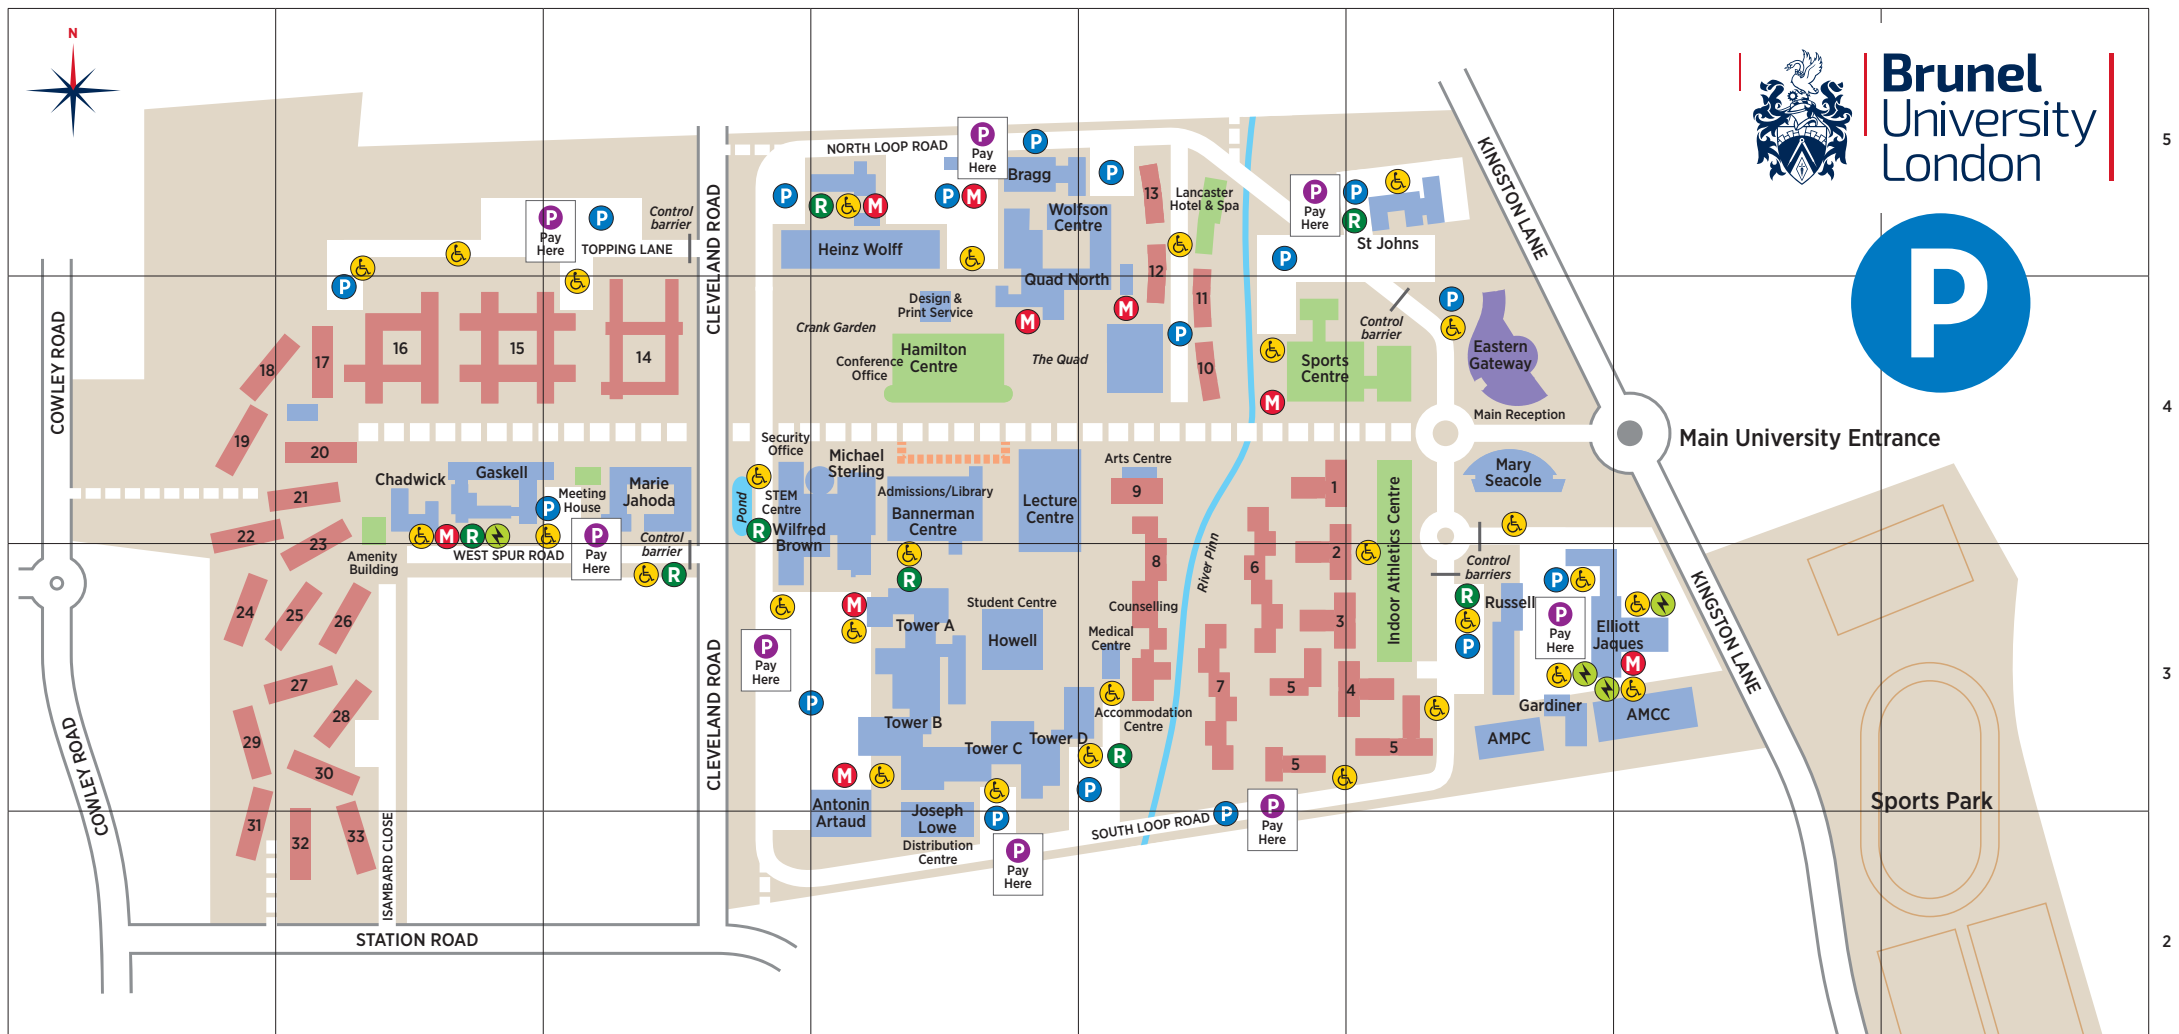 N
Brunel
University
London
5
4
3
2
P
NORTH LOOP ROAD
P
Pay
Here
P
Bragg
P
P
R
M
P
M
Wolfson
Centre
Heinz Wolff
Quad North
13
12
11
10
Lancaster
Hotel & Spa
P
Pay
Here
P
R
St Johns
P
KINGSTON LANE
P
Pay
Here
P
Control
barrier
TOPPING LANE
CLEVELAND ROAD
P
COWLEY ROAD
16
15
14
17
18
19
20
Design &
Print Service
Crank Garden
M
M
P
Conference
Office
Hamilton
Centre
The Quad
Sports
Centre
M
Control
barrier
P
Eastern
Gateway
Main Reception
Main University Entrance
Chadwick
Gaskell
Marie
Jahoda
Meeting
House
P
M
R
WEST SPUR ROAD
P
Pay
Here
Control
barrier
R
Amenity
Building
21
22
23
24
25
26
27
28
29
30
31
32
33
Security
Office
Michael
Sterling
Pond
STEM
Centre
R
Wilfred
Brown
Admissions/Library
Bannerman
Centre
R
Lecture
Centre
Arts Centre
9
8
River Pinn
1
2
3
4
5
5
5
6
7
Indoor Athletics Centre
Mary
Seacole
Control
barriers
R
P
Russell
P
P
Pay
Here
Elliott
Jaques
M
Gardiner
AMCC
AMPC
KINGSTON LANE
Sports Park
M
Tower A
Student Centre
Howell
Counselling
Medical
Centre
Accommodation
Centre
P
Pay
Here
P
CLEVELAND ROAD
Tower B
Tower C
Tower D
R
P
M
Antonin
Artaud
Joseph
Lowe
Distribution
Centre
P
P
Pay
Here
SOUTH LOOP ROAD
P
P
Pay
Here
COWLEY ROAD
ISAMBARD CLOSE
STATION ROAD